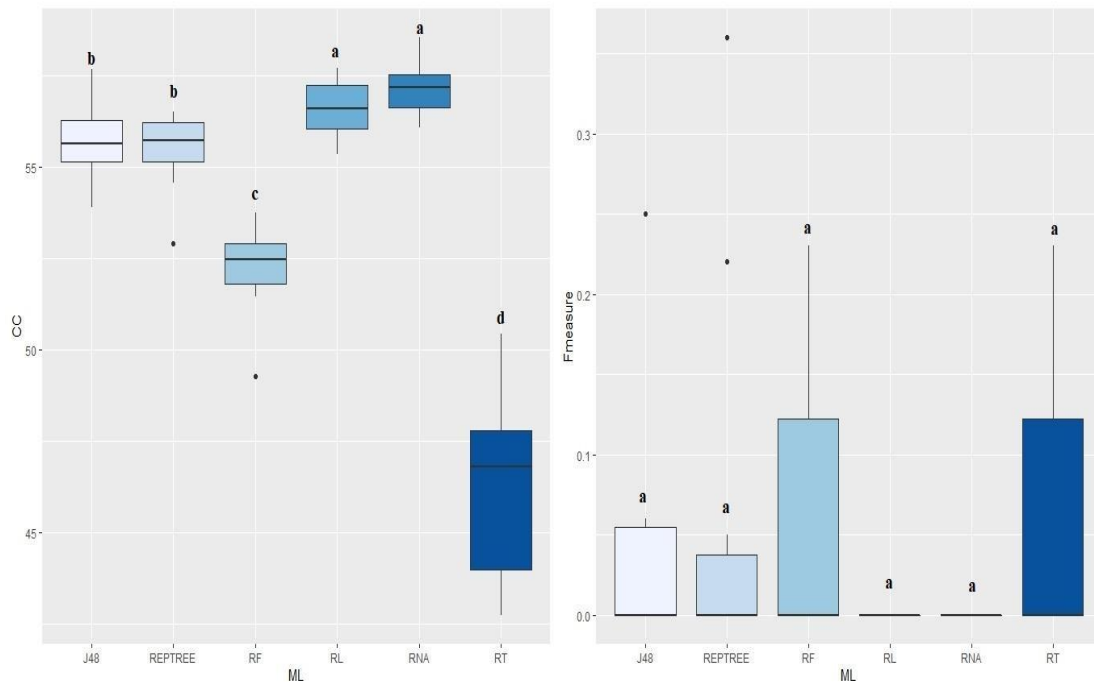 b
b
c
a
a
d
55
50
45
CC
J48 REPTREE RF RL RNA RT
ML
a
a
a
a
a
a
0.3
0.2
0.1
0.0
Fmeasure
J48 REPTREE RF RL RNA RT
ML